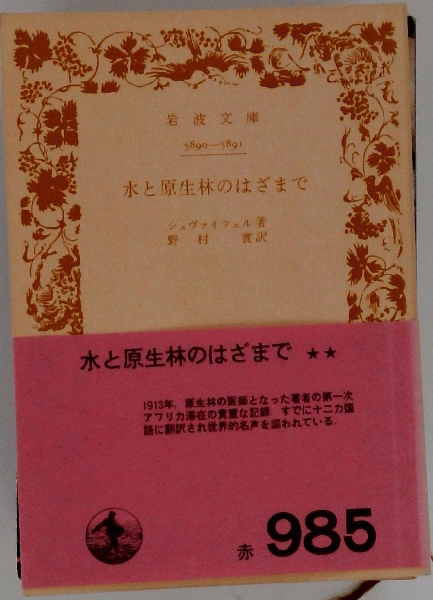 岩波文庫
5890—5891
水と原生林のはざまで
シュヴァイツェル著
野村 實訳
水と原生林のはざまで ★★
1913年, 原生林の医師となった著者の第一次
アフリカ滞在の貴重な記録. すでに十二カ国
語に翻訳され世界的名声を謳われている.
赤 985